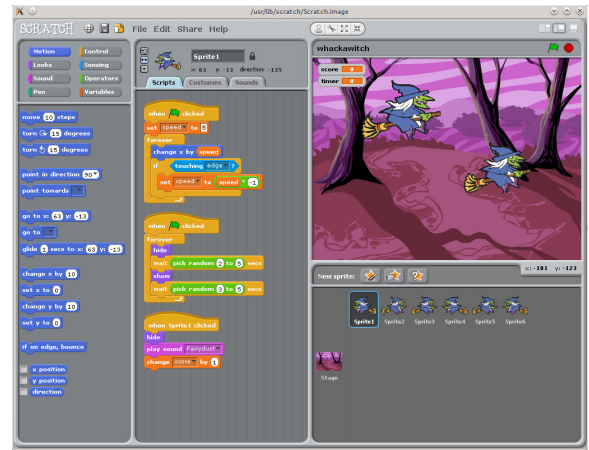 /usr/lib/scratch/Scratch.image
SCRATCH File Edit Share Help
Motion Control
Looks Sensing
Sound Operators
Pen Variables
move 10 steps
turn 15 degrees
turn 15 degrees
point in direction 90
point towards
go to x: 63 y: -13
go to
glide 1 secs to x: 63 y: -13
change x by 10
set x to 0
change y by 10
set y to 0
if on edge, bounce
x position
y position
direction
Sprite1
x: 63 y: -13 direction -135
Scripts Costumes Sounds
when clicked
set speed to 5
forever
change x by speed
if touching edge ?
set speed to speed * -1
when clicked
forever
hide
wait pick random 2 to 5 secs
show
wait pick random 3 to 5 secs
when Sprite1 clicked
hide
play sound Fairydust
change score by 1
whackawitch
score 0
timer 0
x: -101 y: -123
New sprite:
Sprite1 Sprite2 Sprite3 Sprite4 Sprite5 Sprite6
Stage